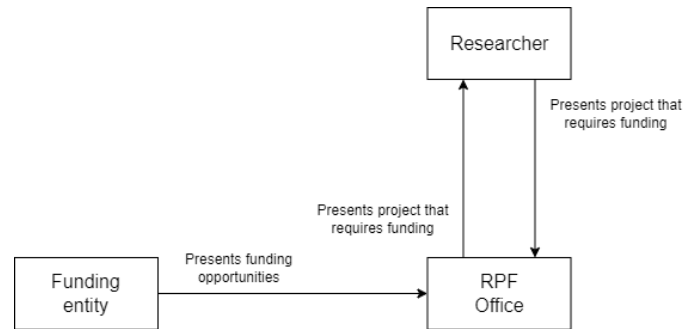 Researcher
Presents project that
requires funding
Presents project that
requires funding
Presents funding
opportunities
Funding
entity
RPF
Office